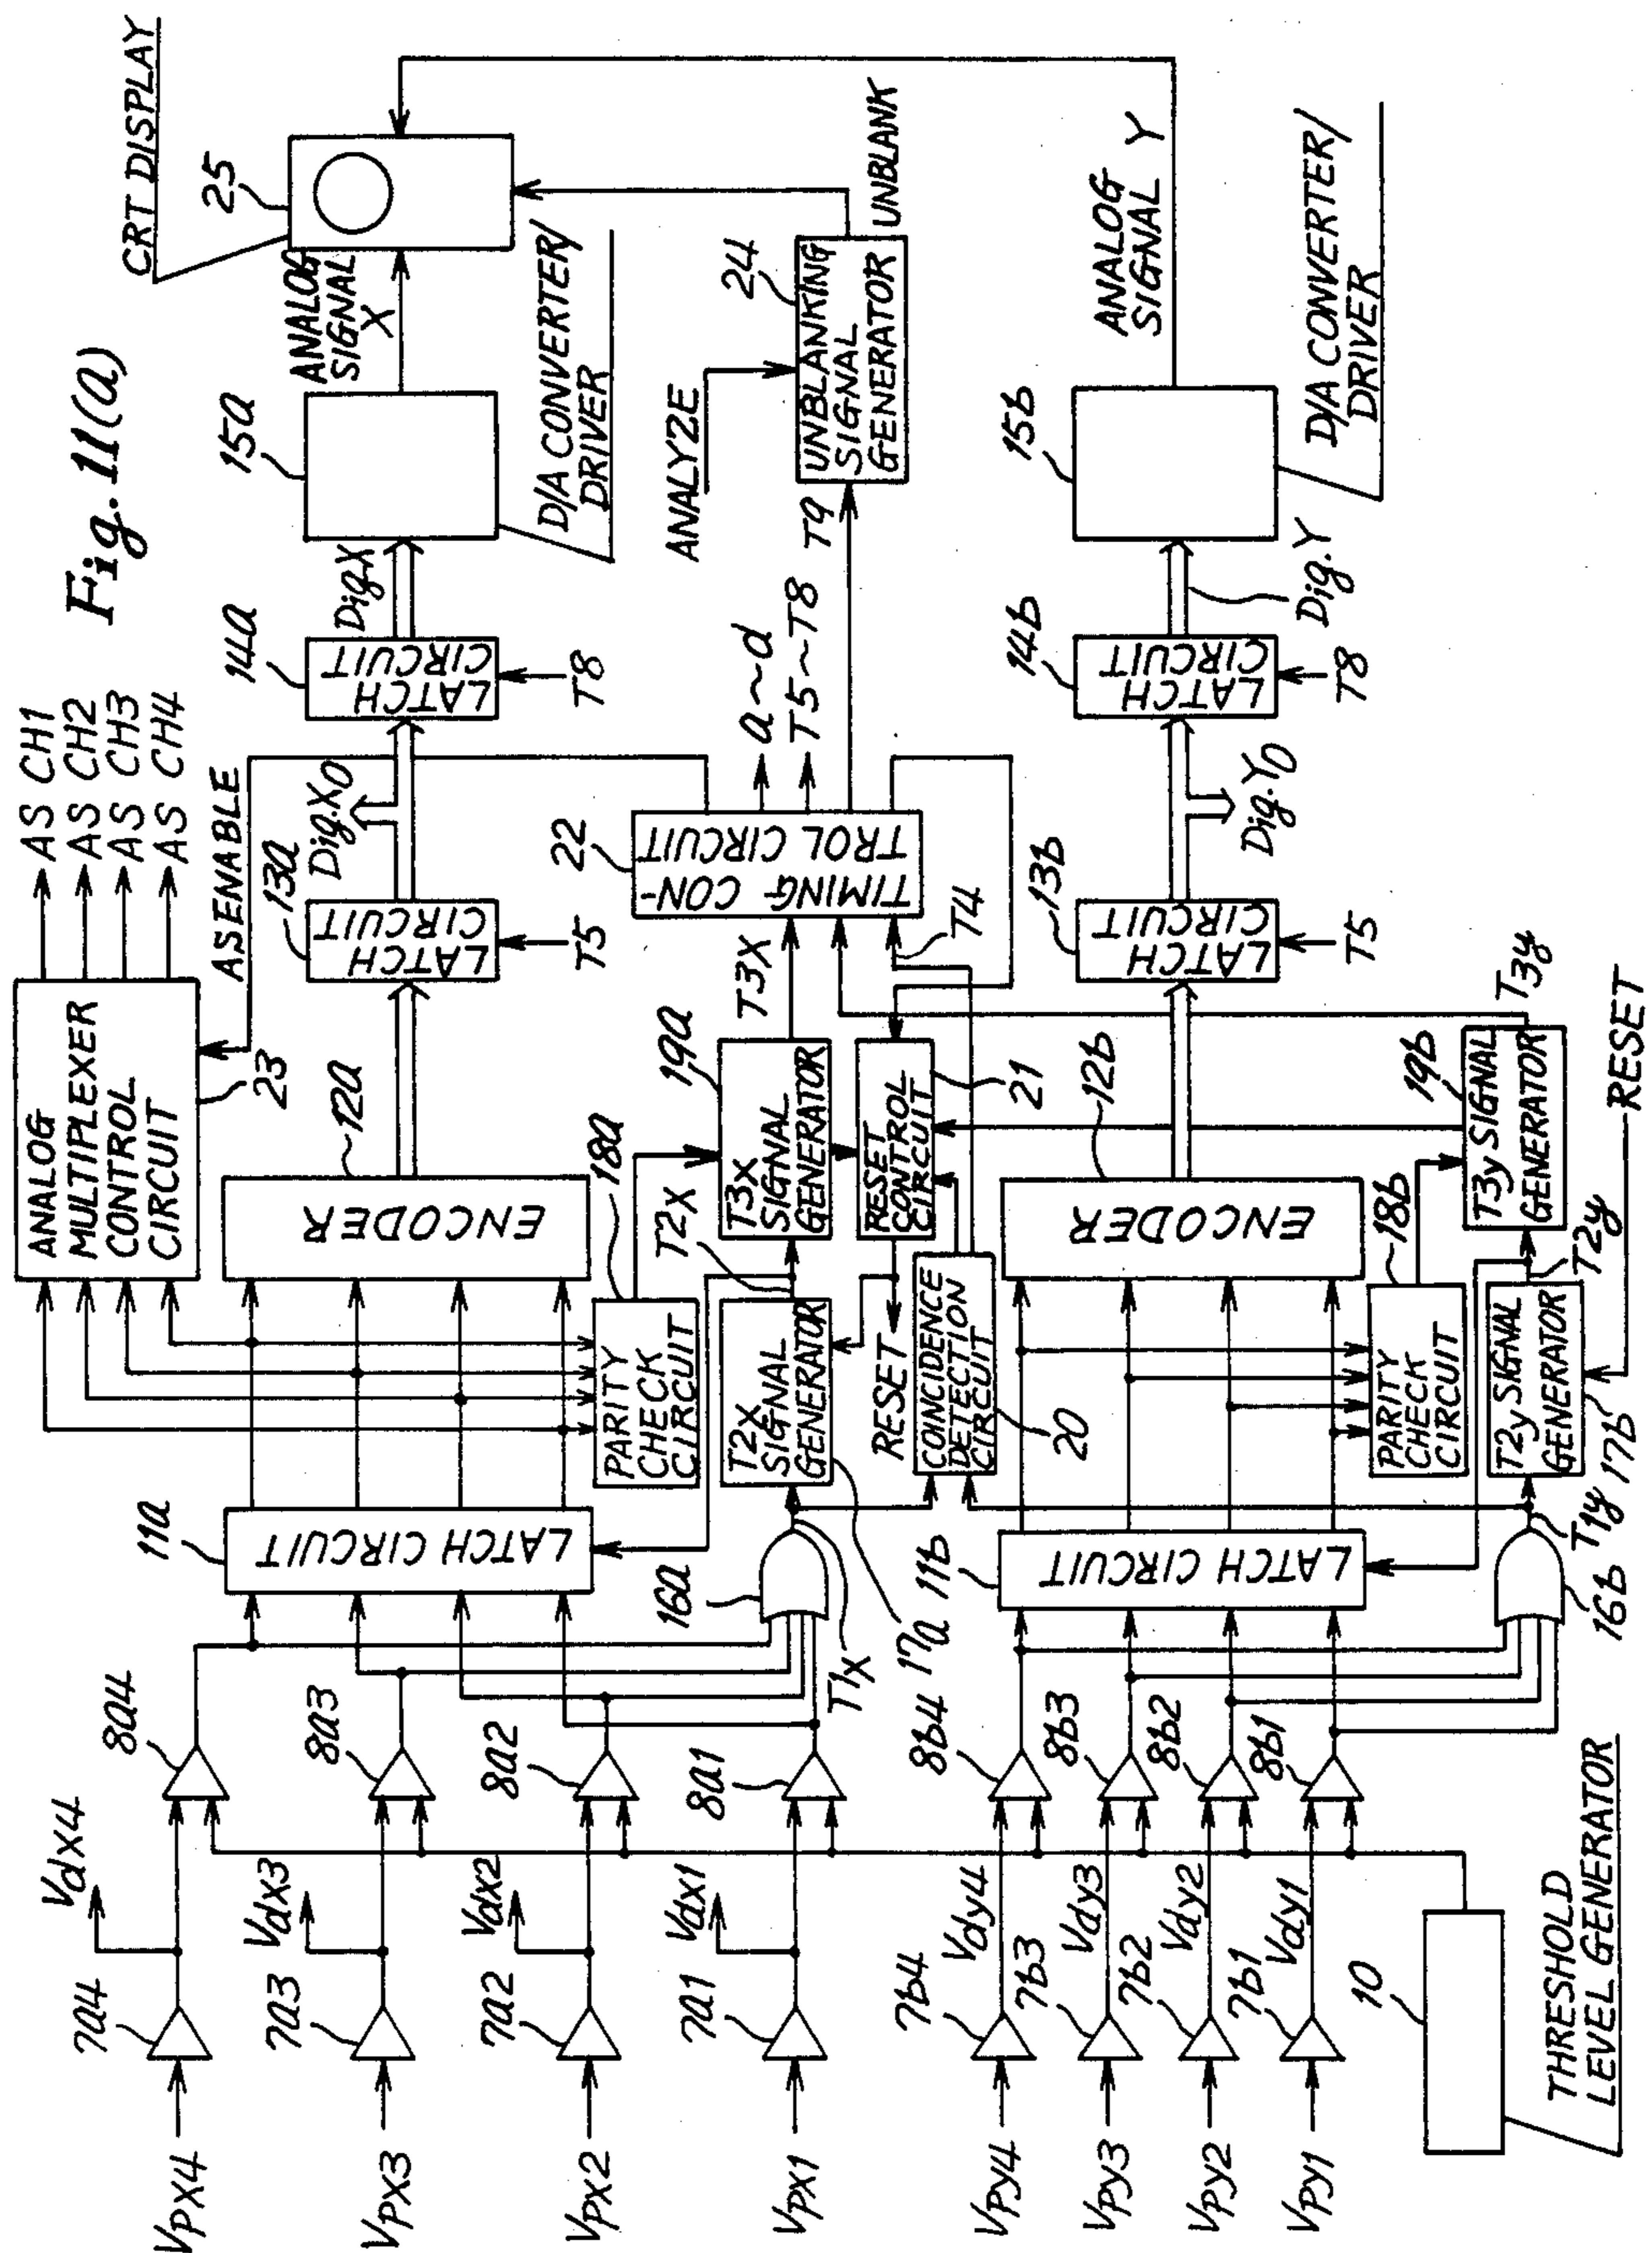 Fig. 11(a)
VPX4
VPX3
VPX2
VPX1
VPY4
VPY3
VPY2
VPY1
7a4
7a3
7a2
7a1
7b4
7b3
7b2
7b1
10
THRESHOLD
LEVEL GENERATOR
Vdx4
Vdx3
Vdx2
Vdx1
Vdy4
Vdy3
Vdy2
Vdy1
8a4
8a3
8a2
8a1
8b4
8b3
8b2
8b1
11a
LATCH CIRCUIT
16a
T1x
17a
11b
LATCH CIRCUIT
16b
T1y
ANALOG
MULTIPLEXER
CONTROL
CIRCUIT
23
AS CH1
AS CH2
AS CH3
AS CH4
AS ENABLE
12a
ENCODER
18a
PARITY
CHECK
CIRCUIT
T2X
T2X
SIGNAL
GENERATOR
19a
T3X
SIGNAL
GENERATOR
T3X
RESET
RESET
CONTROL
CIRCUIT
21
COINCIDENCE
DETECTION
CIRCUIT
20
12b
ENCODER
18b
PARITY
CHECK
CIRCUIT
T2y SIGNAL
GENERATOR
17b
T2y
19b
T3y SIGNAL
GENERATOR
T3y
RESET
13a
LATCH
CIRCUIT
T5
Dig.X0
14a
LATCH
CIRCUIT
T8
Dig.X
15a
D/A CONVERTER/
DRIVER
ANALOG
SIGNAL
X
25
CRT DISPLAY
22
TIMING CON-
TROL CIRCUIT
T4
a~d
T5~T8
T9
ANALYZE
24
UNBLANKING
SIGNAL
GENERATOR
UNBLANK
13b
LATCH
CIRCUIT
T5
Dig.Y0
14b
LATCH
CIRCUIT
T8
Dig.Y
15b
D/A CONVERTER/
DRIVER
ANALOG
SIGNAL Y